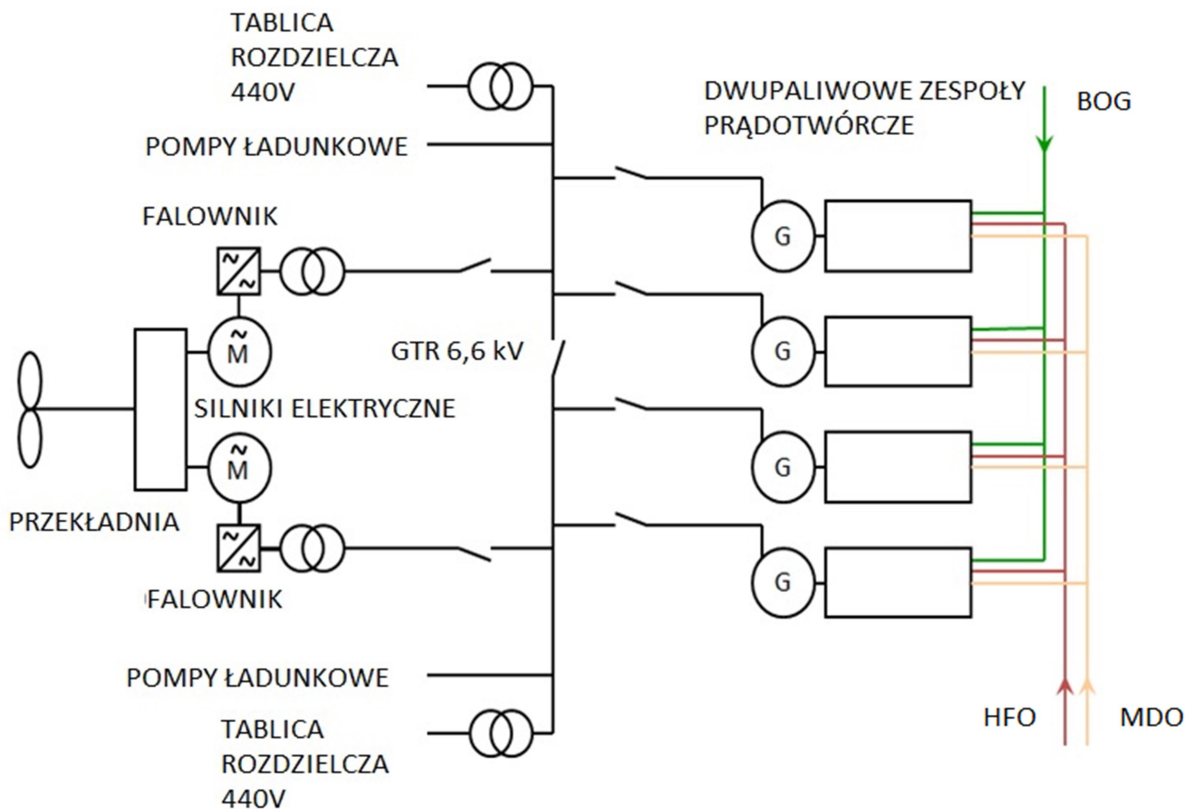 TABLICA
ROZDZIELCZA
440V
DWUPALIWOWE ZESPOŁY
PRĄDOTWÓRCZE
BOG
POMPY ŁADUNKOWE
FALOWNIK
G
M
G
GTR 6,6 kV
SILNIKI ELEKTRYCZNE
M
G
PRZEKŁADNIA
G
FALOWNIK
POMPY ŁADUNKOWE
HFO
MDO
TABLICA
ROZDZIELCZA
440V